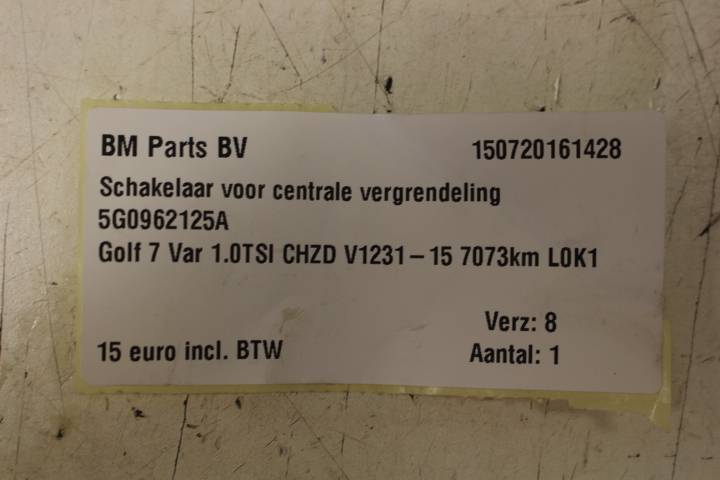 BM Parts BV 150720161428
Schakelaar voor centrale vergrendeling
5G0962125A
Golf 7 Var 1.0TSI CHZD V1231-15 7073km L0K1
Verz: 8
15 euro incl. BTW Aantal: 1